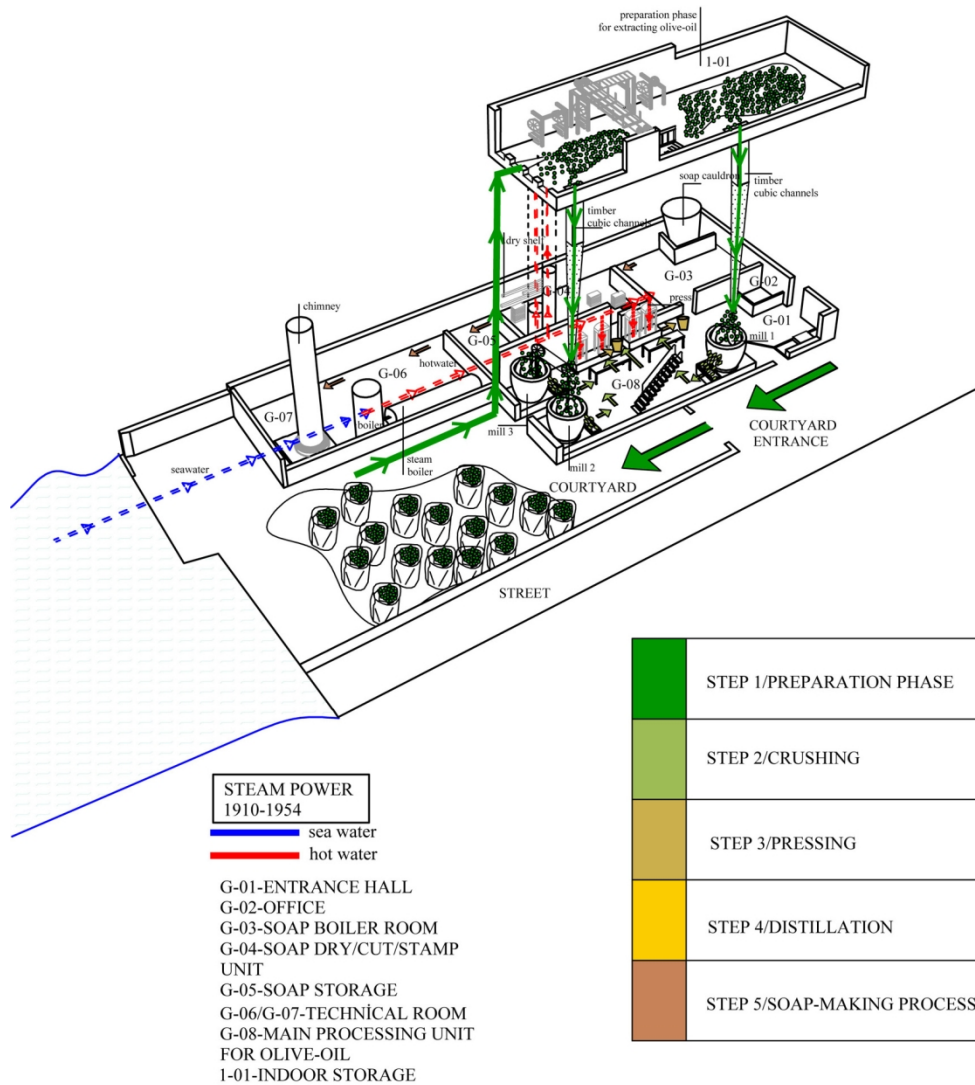 preparation phase
for extracting olive-oil
1-01
soap cauldron
timber
cubic channels
timber
cubic channels
dry shelf
G-03
G-02
G-04
G-01
chimney
press
mill 1
G-05
hotwater
G-06
G-08
G-07
boiler
mill 3
COURTYARD
ENTRANCE
steam
boiler
seawater
mill 2
COURTYARD
STREET
STEP 1/PREPARATION PHASE
STEP 2/CRUSHING
STEP 3/PRESSING
STEP 4/DISTILLATION
STEP 5/SOAP-MAKING PROCESS
STEAM POWER
1910-1954
sea water
hot water
G-01-ENTRANCE HALL
G-02-OFFICE
G-03-SOAP BOILER ROOM
G-04-SOAP DRY/CUT/STAMP
UNIT
G-05-SOAP STORAGE
G-06/G-07-TECHNİCAL ROOM
G-08-MAIN PROCESSING UNIT
FOR OLIVE-OIL
1-01-INDOOR STORAGE